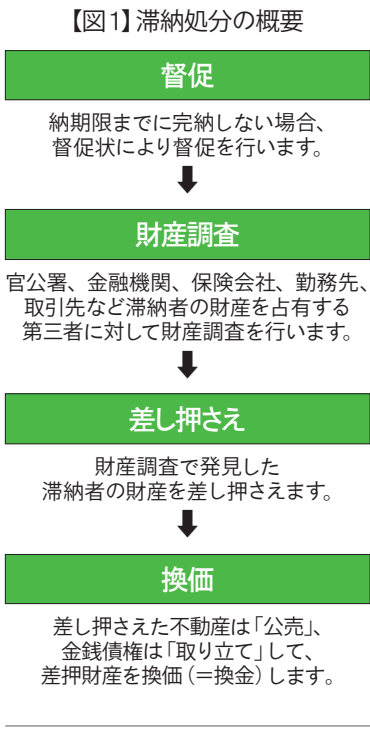 【図1】滞納処分の概要
督促
納期限までに完納しない場合、
督促状により督促を行います。
財産調査
官公署、金融機関、保険会社、勤務先、
取引先など滞納者の財産を占有する
第三者に対して財産調査を行います。
差し押さえ
財産調査で発見した
滞納者の財産を差し押さえます。
換価
差し押さえた不動産は「公売」、
金銭債権は「取り立て」して、
差押財産を換価(=換金)します。